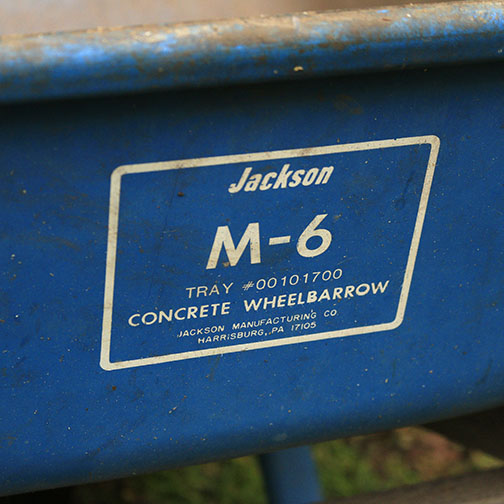 Jackson
M-6
TRAY #00101700
CONCRETE WHEELBARROW
JACKSON MANUFACTURING CO
HARRISBURG, PA 17105